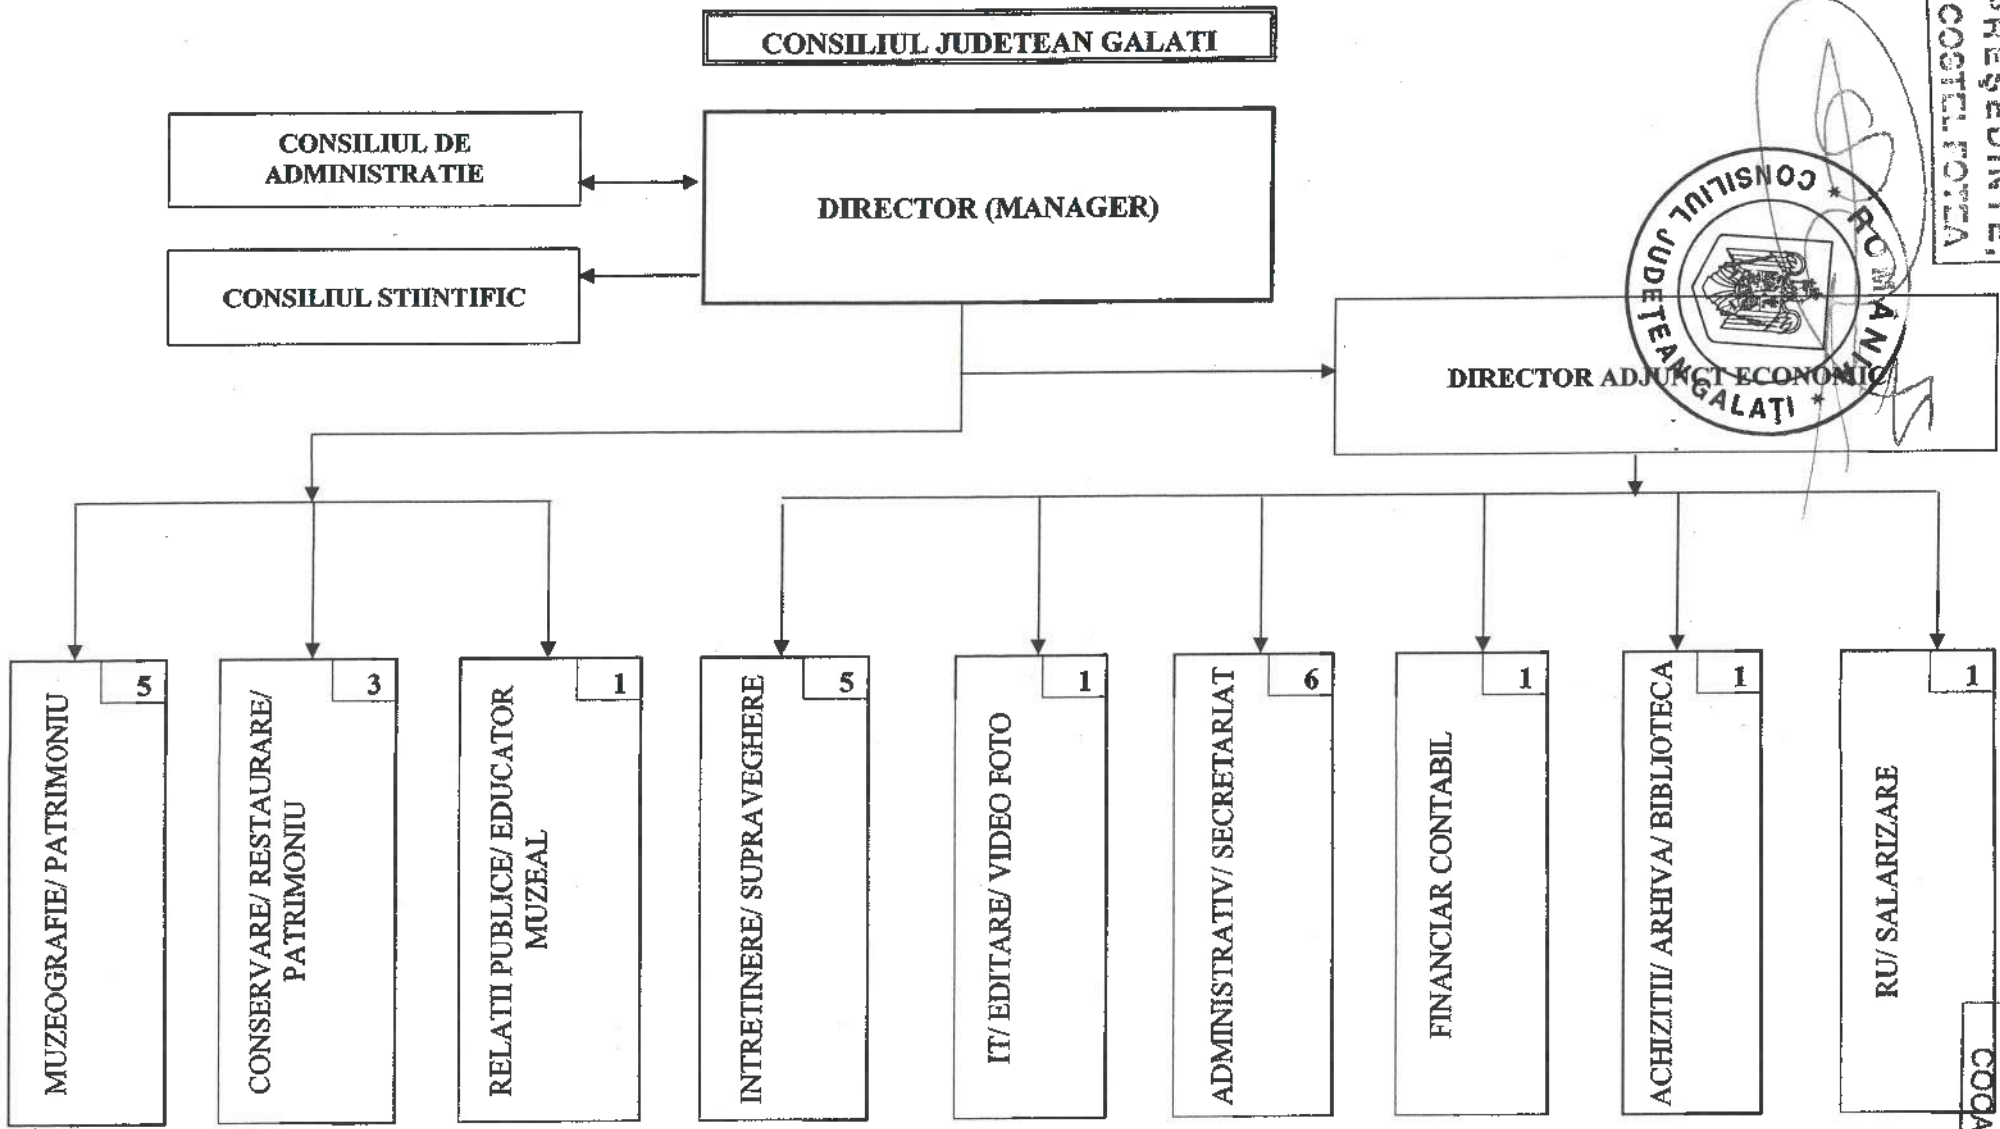 CONSILIUL JUDETEAN GALATI
PREȘEDINTE,
COSTEL FOTEA
CONSILIUL DE
ADMINISTRATIE
DIRECTOR (MANAGER)
CONSILIUL STIINTIFIC
CONSILIUL JUDEȚEAN GALAȚI * ROMÂNIA *
DIRECTOR ADJUNCT ECONOMIC
5
MUZEOGRAFIE/ PATRIMONIU
3
CONSERVARE/ RESTAURARE/
PATRIMONIU
1
RELATII PUBLICE/ EDUCATOR
MUZEAL
5
INTRETINERE/ SUPRAVEGHERE
1
IT/ EDITARE/ VIDEO FOTO
6
ADMINISTRATIV/ SECRETARIAT
1
FINANCIAR CONTABIL
1
ACHIZITII/ ARHIVA/ BIBLIOTECA
1
RU/ SALARIZARE